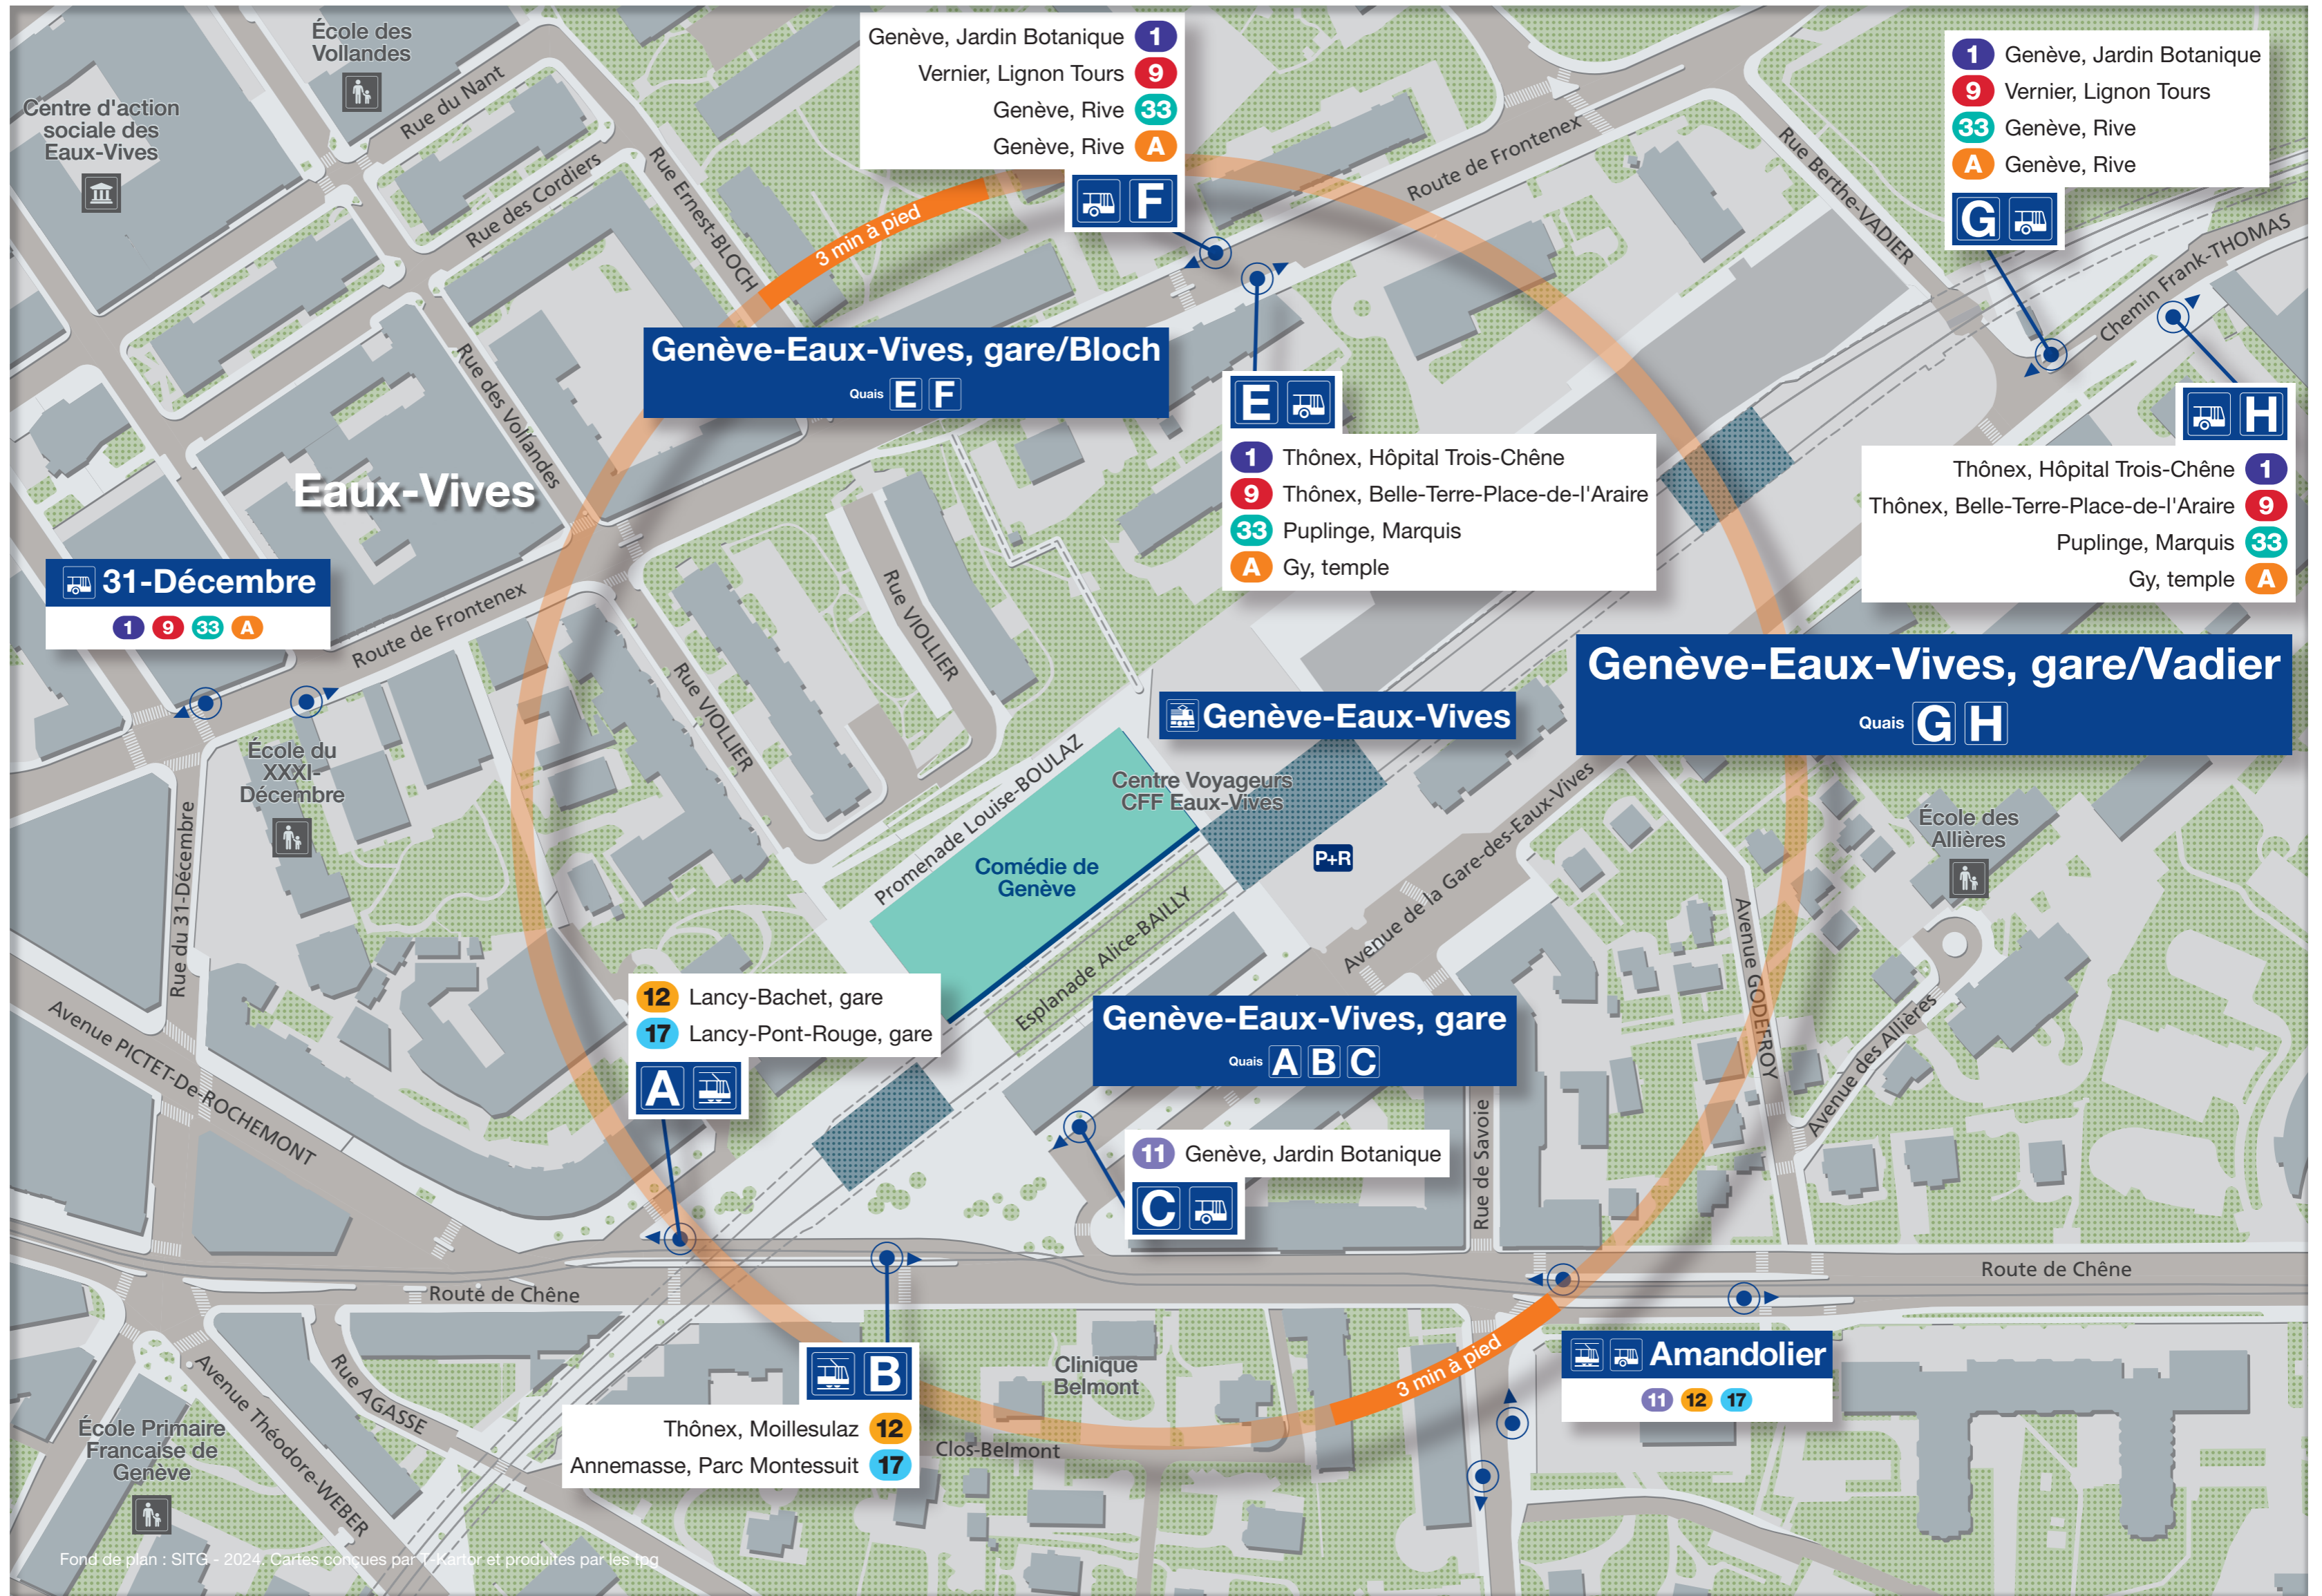 École des
Vollandes
Centre d'action
sociale des
Eaux-Vives
Rue du Nant
Rue des Cordiers
Rue Ernest-BLOCH
3 min à pied
Genève, Jardin Botanique 1
Vernier, Lignon Tours 9
Genève, Rive 33
Genève, Rive A
F
Route de Frontenex
Rue Berthe-VADIER
1 Genève, Jardin Botanique
9 Vernier, Lignon Tours
33 Genève, Rive
A Genève, Rive
G
Chemin Frank-THOMAS
Genève-Eaux-Vives, gare/Bloch
Quais E F
Rue des Vollandes
E
1 Thônex, Hôpital Trois-Chêne
9 Thônex, Belle-Terre-Place-de-l'Araire
33 Puplinge, Marquis
A Gy, temple
H
Thônex, Hôpital Trois-Chêne 1
Thônex, Belle-Terre-Place-de-l'Araire 9
Puplinge, Marquis 33
Gy, temple A
Eaux-Vives
31-Décembre
1 9 33 A
Route de Frontenex
Rue VIOLLIER
Rue VIOLLIER
Genève-Eaux-Vives, gare/Vadier
Quais G H
Genève-Eaux-Vives
Centre Voyageurs
CFF Eaux-Vives
P+R
École du
XXXI-
Décembre
Rue du 31-Décembre
Promenade Louise-BOULAZ
Comédie de
Genève
Esplanade Alice-BAILLY
Avenue de la Gare-des-Eaux-Vives
École des
Allières
Avenue GODEFROY
Avenue des Allières
Avenue PICTET-De-ROCHEMONT
12 Lancy-Bachet, gare
17 Lancy-Pont-Rouge, gare
A
Genève-Eaux-Vives, gare
Quais A B C
11 Genève, Jardin Botanique
C
Rue de Savoie
Route de Chêne
Route de Chêne
B
Thônex, Moillesulaz 12
Annemasse, Parc Montessuit 17
Clinique
Belmont
Clos-Belmont
3 min à pied
Amandolier
11 12 17
Rue AGASSE
Avenue Théodore-WEBER
École Primaire
Francaise de
Genève
Fond de plan : SITG - 2024. Cartes conçues par T-Kartor et produites par les tpg